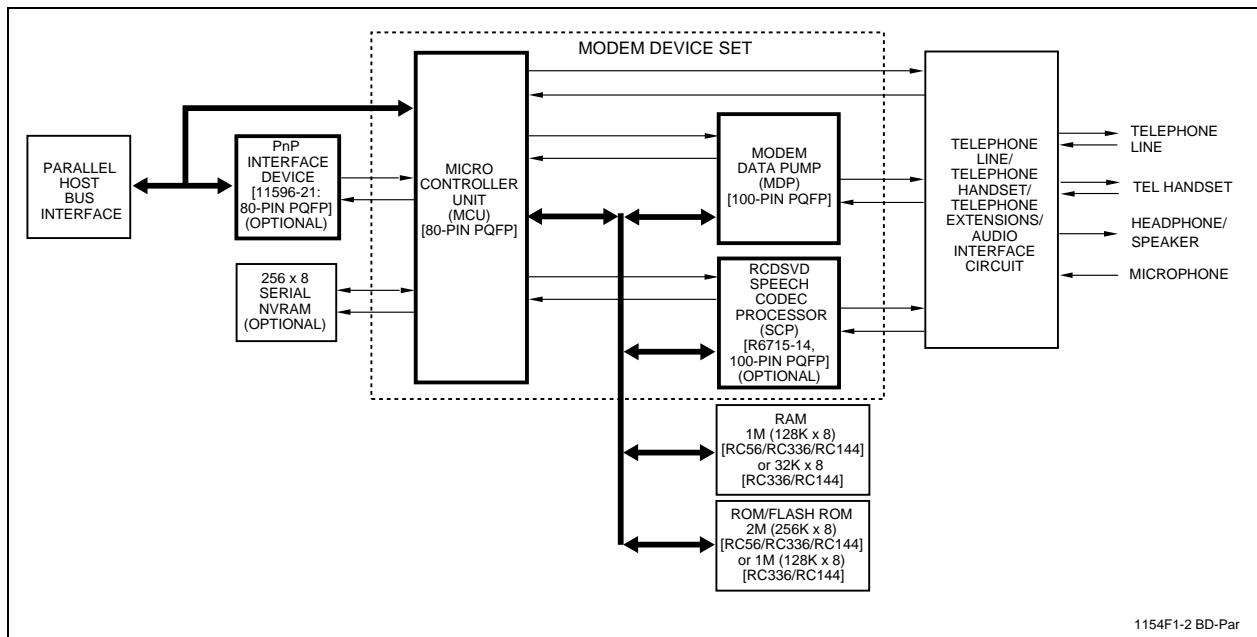 MODEM DEVICE SET
PARALLEL
HOST
BUS
INTERFACE
PnP
INTERFACE
DEVICE
[11596-21:
80-PIN PQFP]
(OPTIONAL)
256 x 8
SERIAL
NVRAM
(OPTIONAL)
MICRO
CONTROLLER
UNIT
(MCU)
[80-PIN PQFP]
MODEM
DATA PUMP
(MDP)
[100-PIN PQFP]
RCDSVD
SPEECH
CODEC
PROCESSOR
(SCP)
[R6715-14,
100-PIN PQFP]
(OPTIONAL)
RAM
1M (128K x 8)
[RC56/RC336/RC144]
or 32K x 8
[RC336/RC144]
ROM/FLASH ROM
2M (256K x 8)
[RC56/RC336/RC144]
or 1M (128K x 8)
[RC336/RC144]
TELEPHONE
LINE/
TELEPHONE
HANDSET/
TELEPHONE
EXTENSIONS/
AUDIO
INTERFACE
CIRCUIT
TELEPHONE
LINE
TEL HANDSET
HEADPHONE/
SPEAKER
MICROPHONE
1154F1-2 BD-Par